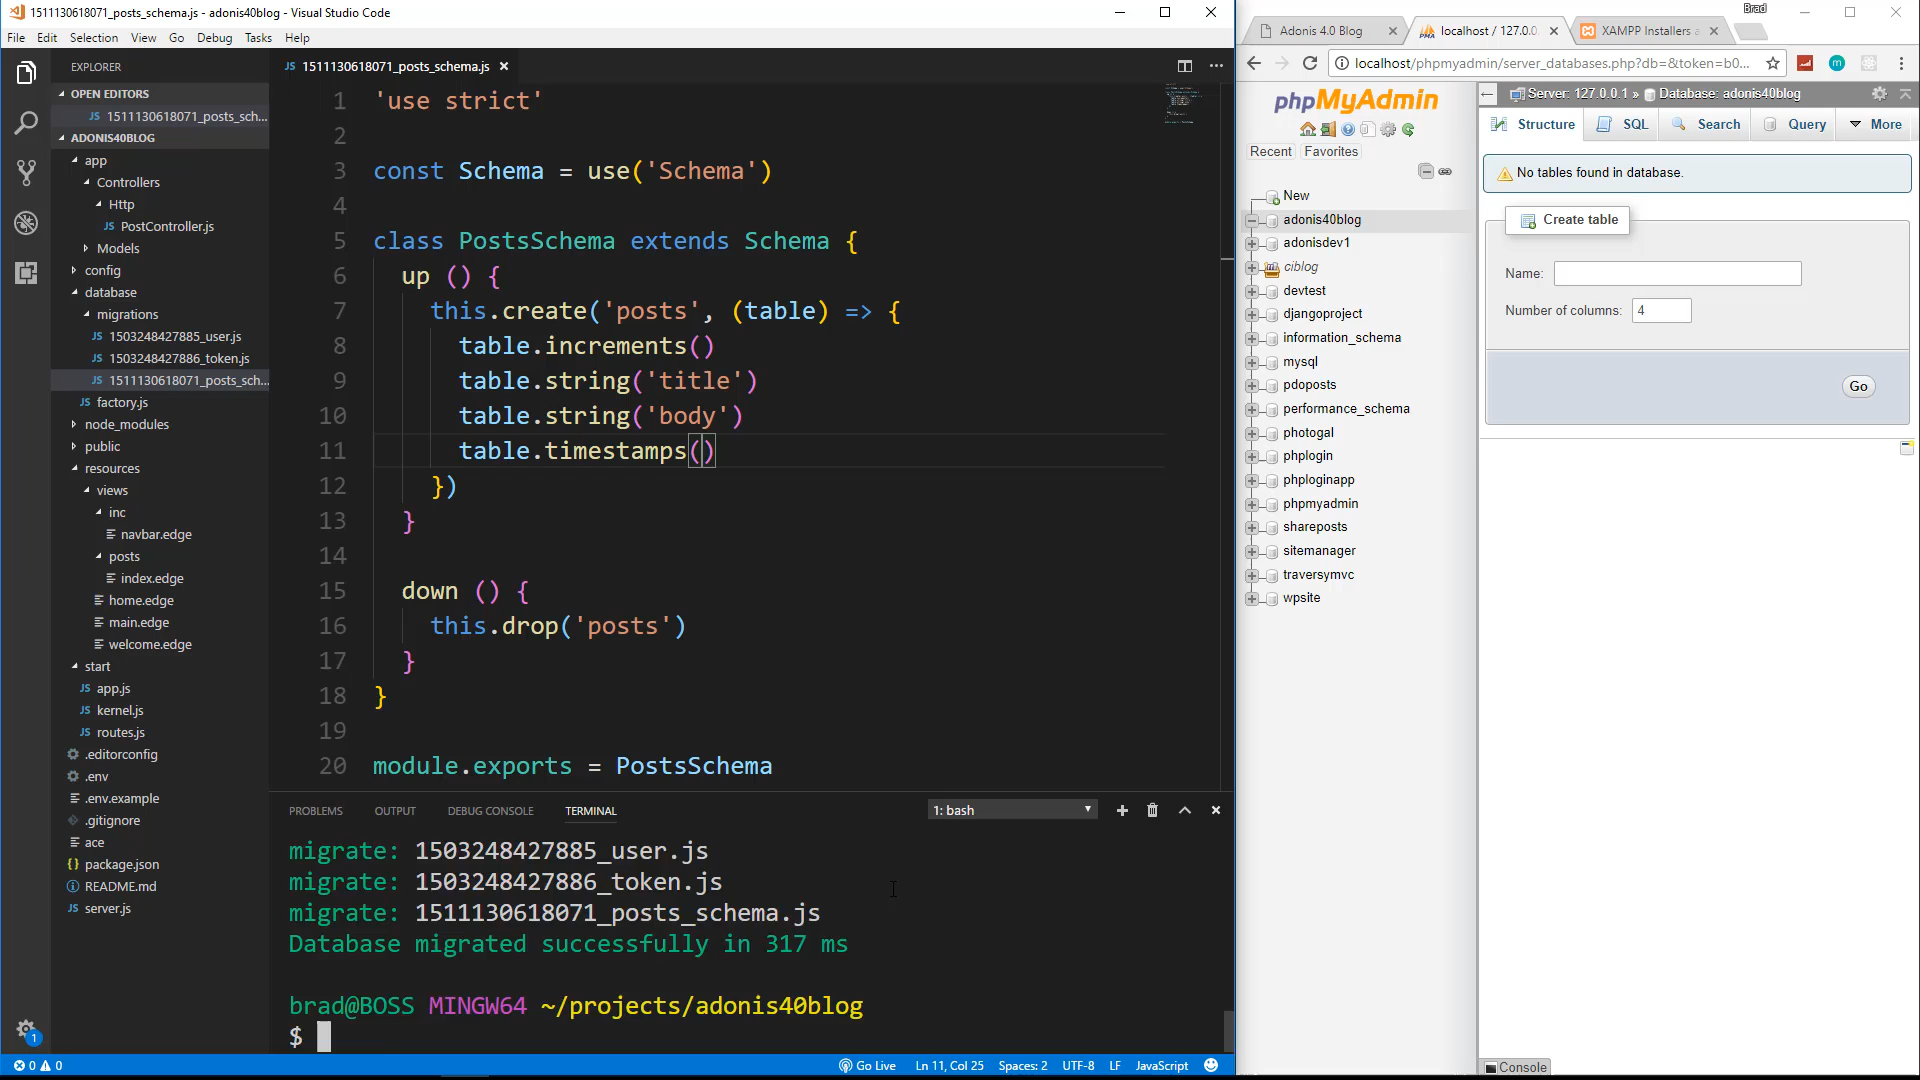 1511130618071_posts_schema.js - adonis40blog - Visual Studio Code
File Edit Selection View Go Debug Tasks Help
EXPLORER
OPEN EDITORS
JS 1511130618071_posts_sch...
ADONIS40BLOG
app
Controllers
Http
JS PostController.js
Models
config
database
migrations
JS 1503248427885_user.js
JS 1503248427886_token.js
JS 1511130618071_posts_sch...
JS factory.js
node_modules
public
resources
views
inc
navbar.edge
posts
index.edge
home.edge
main.edge
welcome.edge
start
JS app.js
JS kernel.js
JS routes.js
.editorconfig
.env
.env.example
.gitignore
ace
{} package.json
README.md
JS server.js
1
JS 1511130618071_posts_schema.js
1 'use strict'
2
3 const Schema = use('Schema')
4
5 class PostsSchema extends Schema {
6 up () {
7 this.create('posts', (table) => {
8 table.increments()
9 table.string('title')
10 table.string('body')
11 table.timestamps()
12 })
13 }
14
15 down () {
16 this.drop('posts')
17 }
18 }
19
20 module.exports = PostsSchema
PROBLEMS OUTPUT DEBUG CONSOLE TERMINAL 1: bash
migrate: 1503248427885_user.js
migrate: 1503248427886_token.js
migrate: 1511130618071_posts_schema.js
Database migrated successfully in 317 ms
brad@BOSS MINGW64 ~/projects/adonis40blog
$
0 0 Go Live Ln 11, Col 25 Spaces: 2 UTF-8 LF JavaScript
Brad
Adonis 4.0 Blog
localhost / 127.0.0.
XAMPP Installers a
localhost/phpmyadmin/server_databases.php?db=&token=b0...
phpMyAdmin
Recent Favorites
New
adonis40blog
adonisdev1
ciblog
devtest
djangoproject
information_schema
mysql
pdoposts
performance_schema
photogal
phplogin
phploginapp
phpmyadmin
shareposts
sitemanager
traversymvc
wpsite
Server: 127.0.0.1 » Database: adonis40blog
Structure SQL Search Query More
No tables found in database.
Create table
Name:
Number of columns: 4
Go
Console